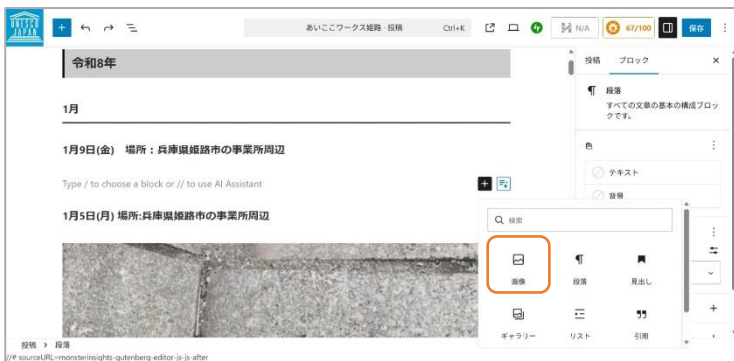 UNESCO
JAPAN
あいここワークス姫路 · 投稿
Ctrl+K
N/A
67/100
保存
令和8年
1月
1月9日(金) 場所：兵庫県姫路市の事業所周辺
Type / to choose a block or // to use AI Assistant
1月5日(月) 場所:兵庫県姫路市の事業所周辺
投稿
ブロック
段落
すべての文章の基本の構成ブロッ
クです。
色
テキスト
背景
検索
画像
段落
見出し
ギャラリー
リスト
引用
投稿 › 段落
//# sourceURL=monsterinsights-gutenberg-editor-js-js-after